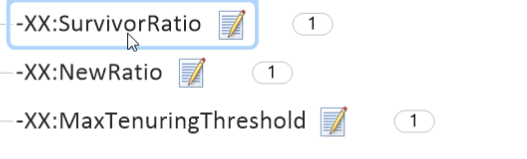 -XX:SurvivorRatio 1
-XX:NewRatio 1
-XX:MaxTenuringThreshold 1